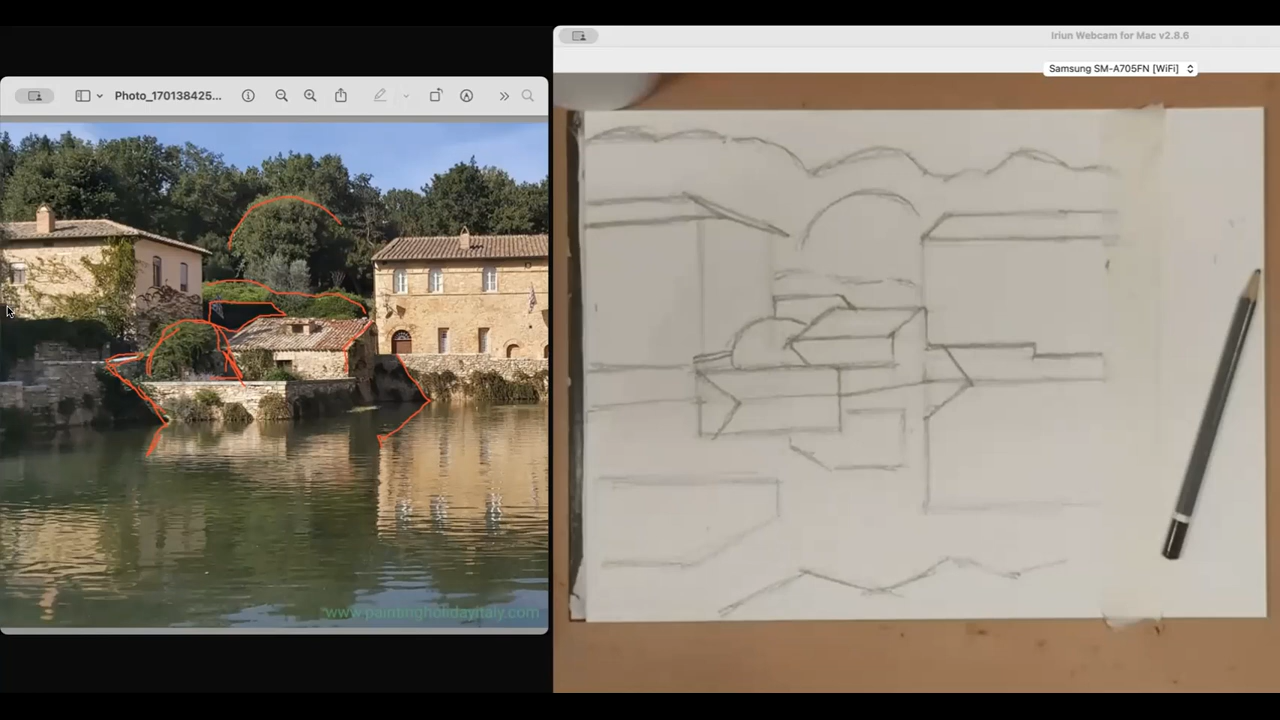 Iriun Webcam for Mac v2.8.6
Samsung SM-A705FN [WiFi]
Photo_170138425...
www.paintingholidayitaly.com